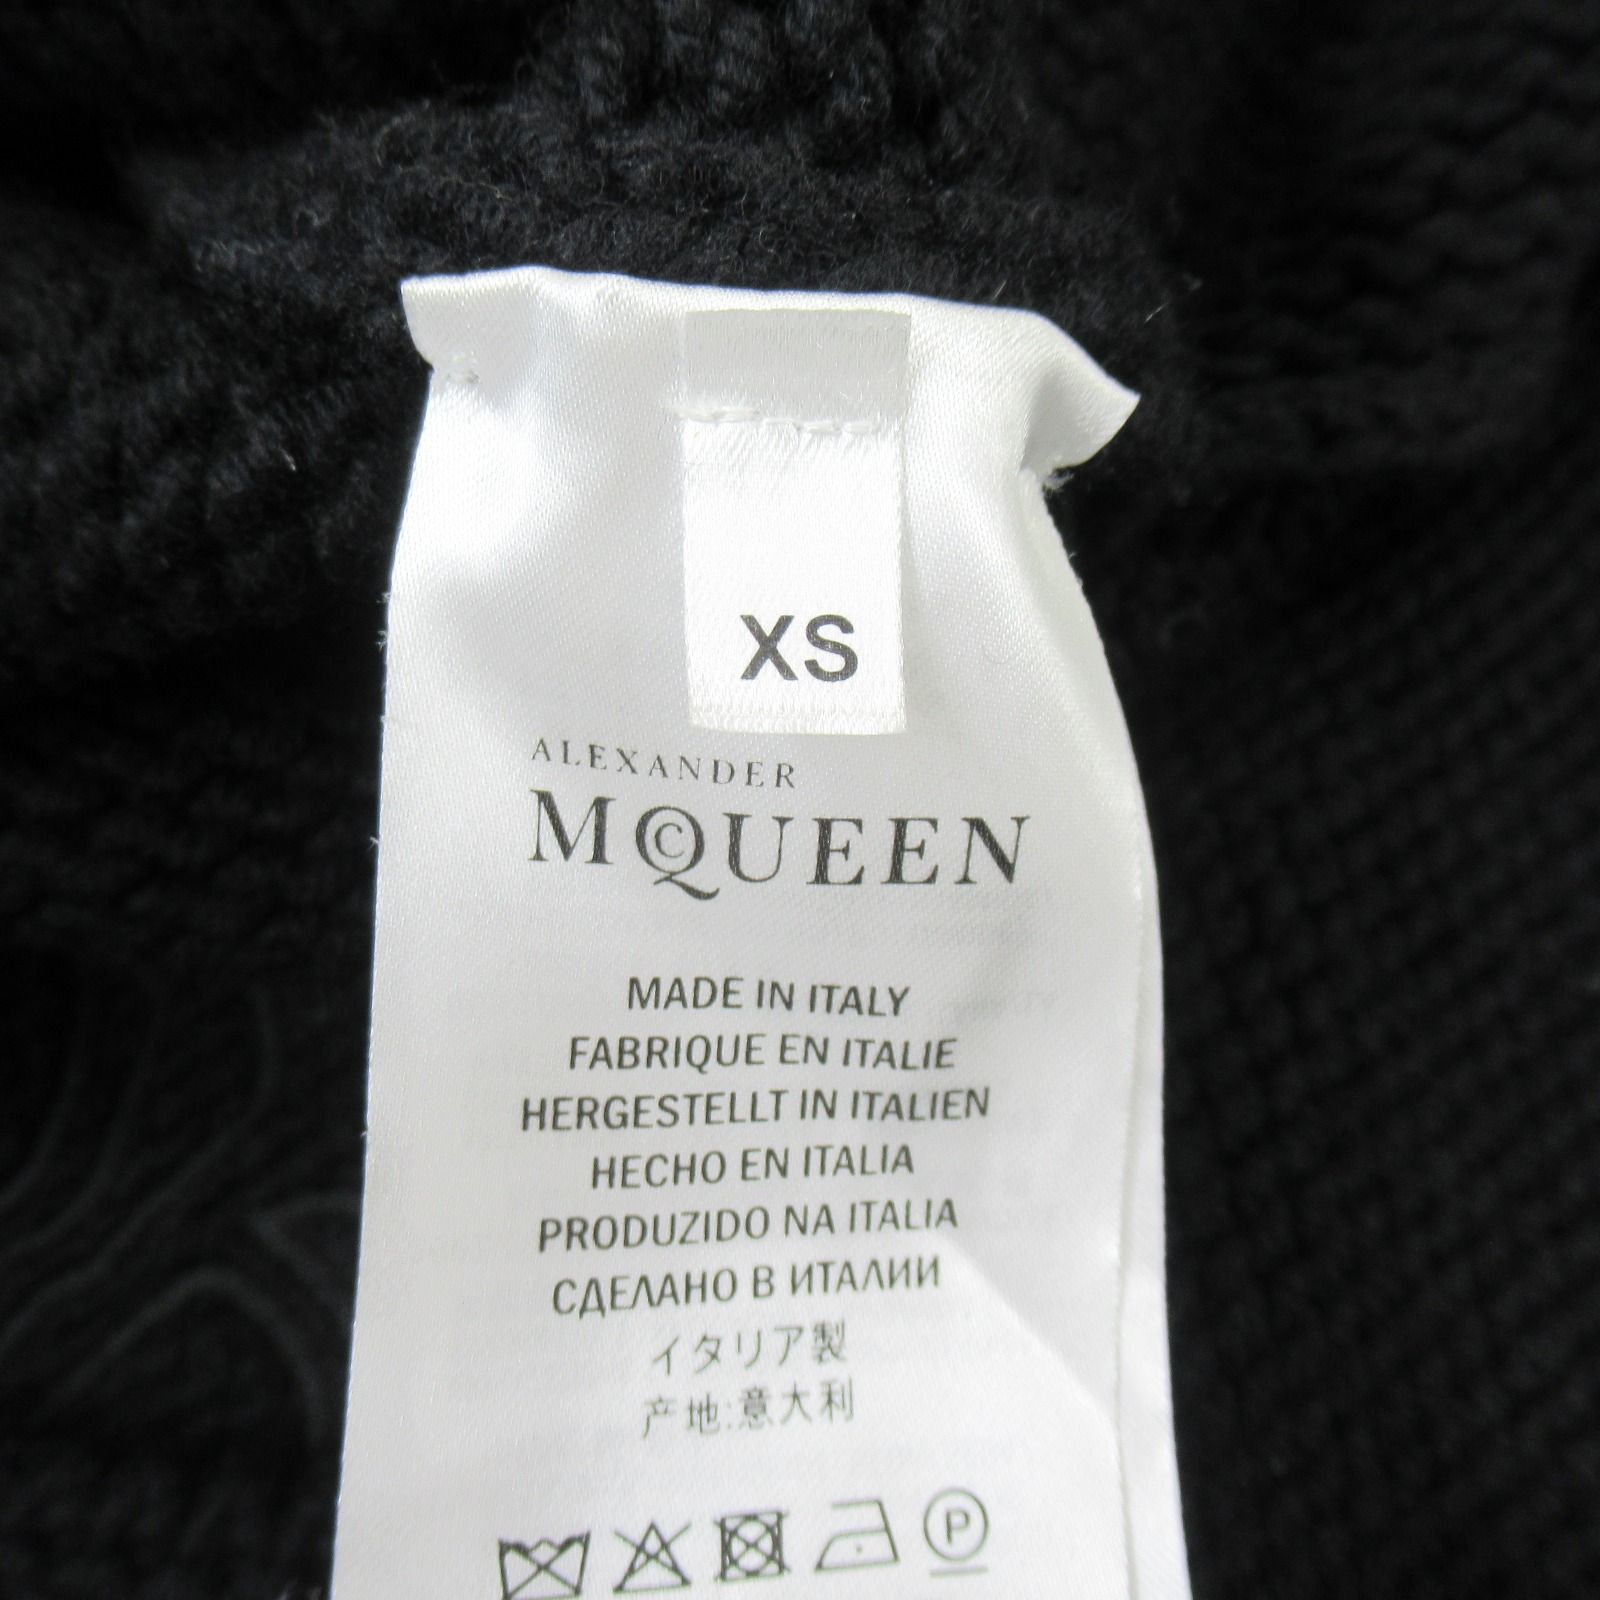 XS
ALEXANDER
MCQUEEN
MADE IN ITALY
FABRIQUE EN ITALIE
HERGESTELLT IN ITALIEN
HECHO EN ITALIA
PRODUZIDO NA ITALIA
СДЕЛАНО В ИТАЛИИ
イタリア製
产地:意大利
P